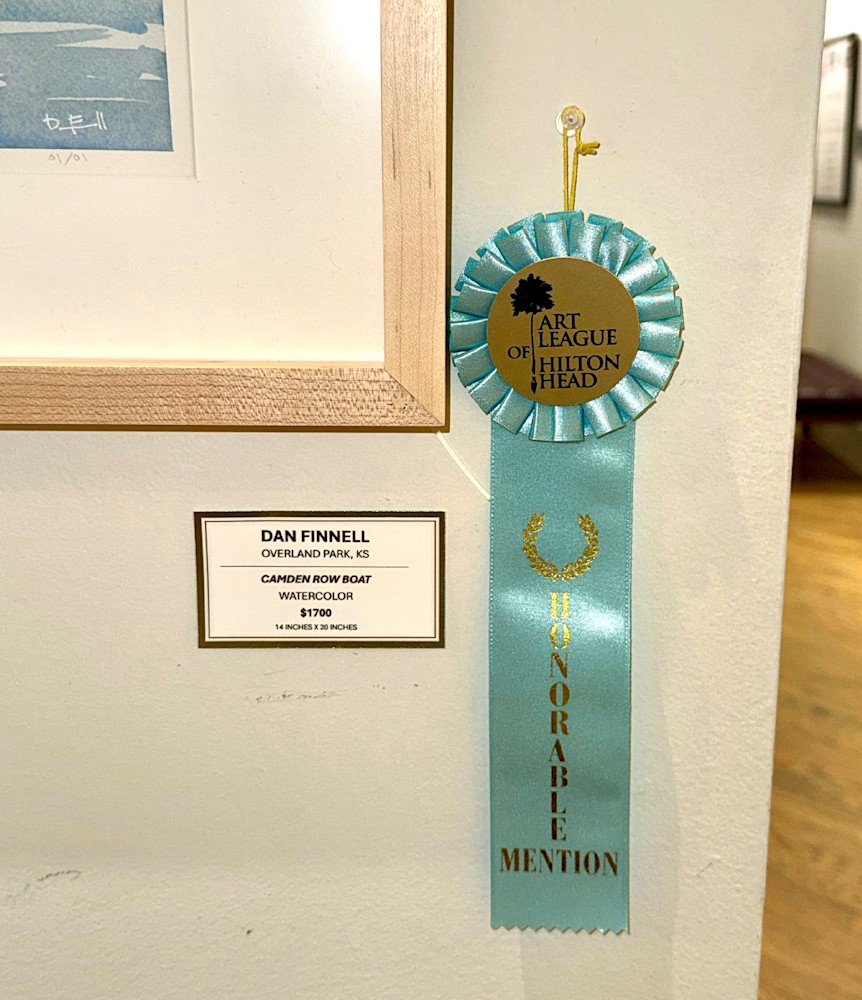 D. Finnell
01/01
ART
LEAGUE
OF HILTON
HEAD
DAN FINNELL
OVERLAND PARK, KS
CAMDEN ROW BOAT
WATERCOLOR
$1700
14 INCHES X 20 INCHES
HONORABLE
MENTION